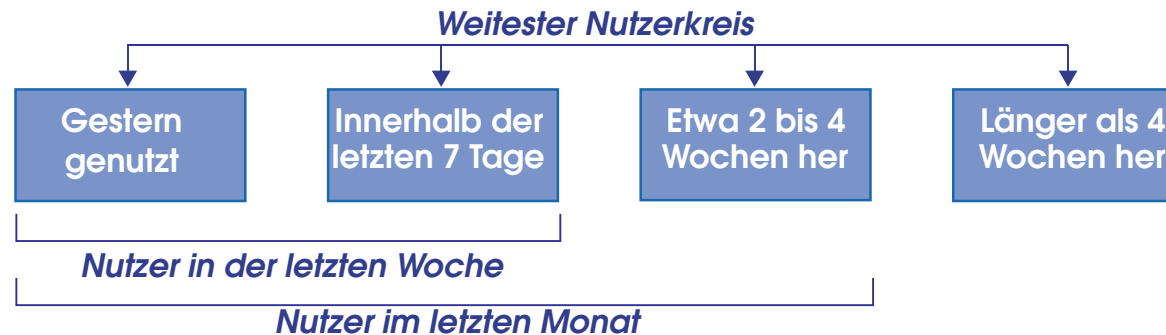 Weitester Nutzerkreis
Gestern
genutzt
Innerhalb der
letzten 7 Tage
Etwa 2 bis 4
Wochen her
Länger als 4
Wochen her
Nutzer in der letzten Woche
Nutzer im letzten Monat